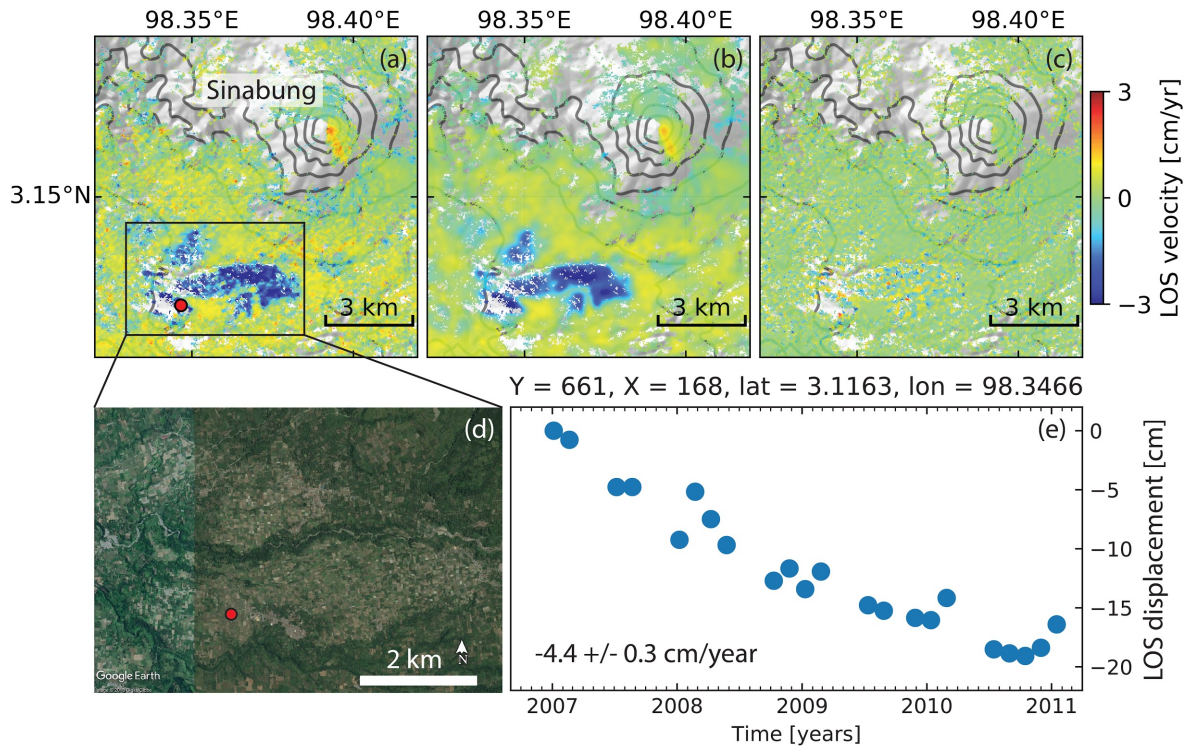 98.35°E 98.40°E 98.35°E 98.40°E 98.35°E 98.40°E
(a) (b) (c)
Sinabung
3.15°N
3 km 3 km 3 km
3
0
−3
LOS velocity [cm/yr]
Y = 661, X = 168, lat = 3.1163, lon = 98.3466
(d)
2 km
N
Google Earth
(e)
0
−5
−10
−15
−20
LOS displacement [cm]
-4.4 +/- 0.3 cm/year
2007 2008 2009 2010 2011
Time [years]